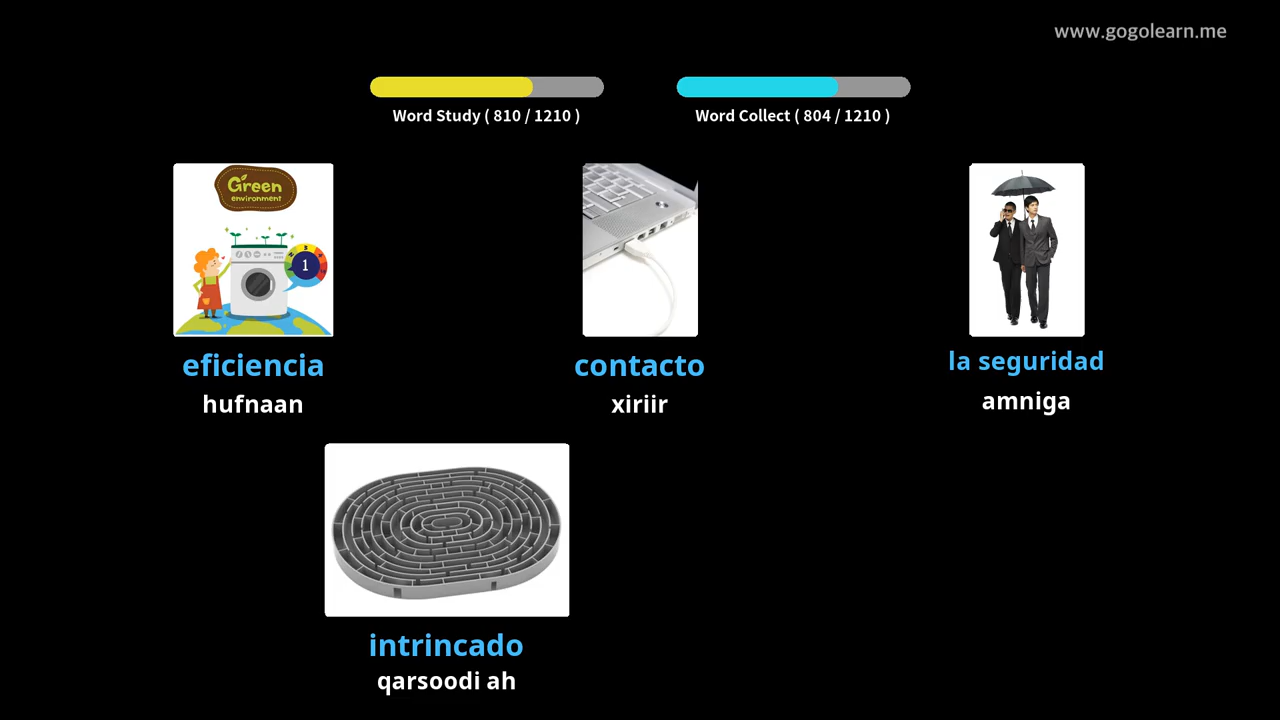 www.gogolearn.me
Word Study ( 810 / 1210 )
Word Collect ( 804 / 1210 )
Green
environment
1
eficiencia
hufnaan
contacto
xiriir
la seguridad
amniga
intrincado
qarsoodi ah